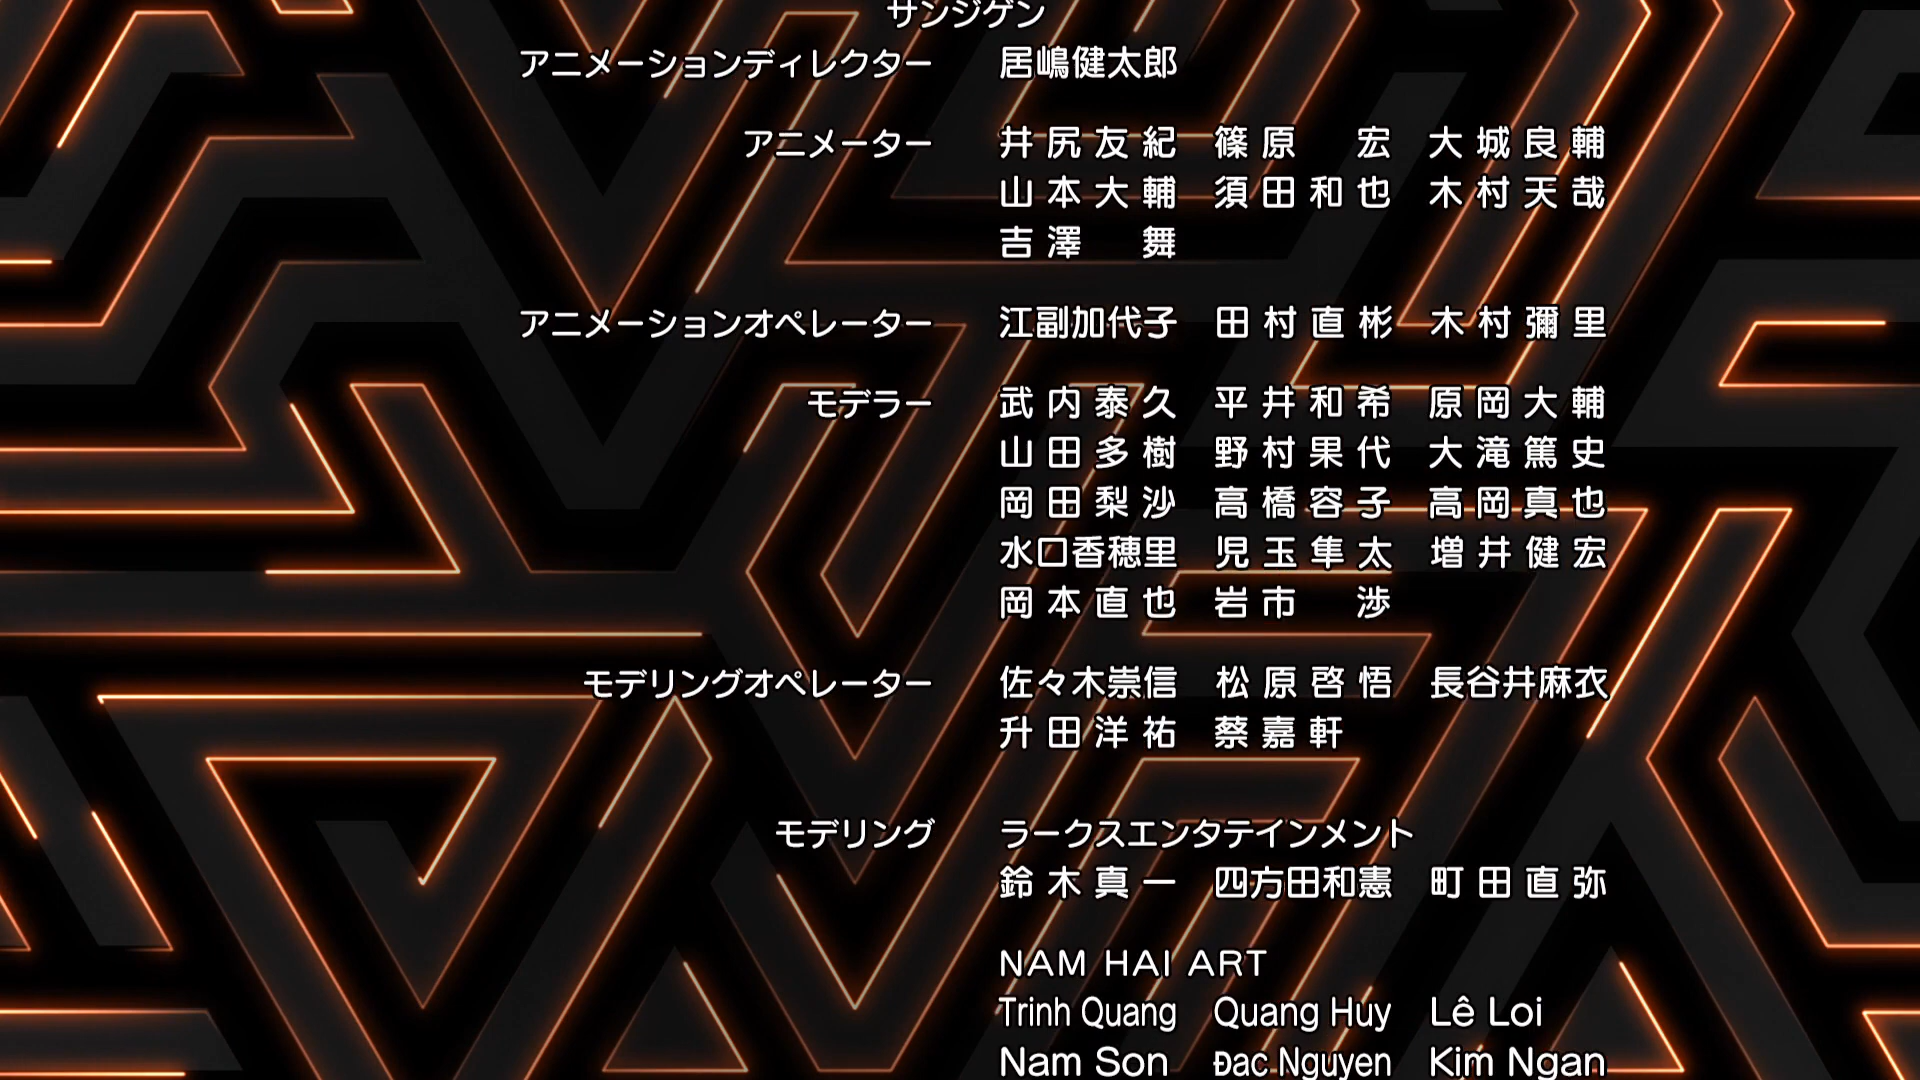 サンジゲン
アニメーションディレクター 居嶋健太郎
アニメーター 井尻友紀 篠原 宏 大城良輔
山本大輔 須田和也 木村天哉
吉澤 舞
アニメーションオペレーター 江副加代子 田村直彬 木村彌里
モデラー 武内泰久 平井和希 原岡大輔
山田多樹 野村果代 大滝篤史
岡田梨沙 高橋容子 高岡真也
水口香穂里 児玉隼太 増井健宏
岡本直也 岩市 渉
モデリングオペレーター 佐々木崇信 松原啓悟 長谷井麻衣
升田洋祐 蔡嘉軒
モデリング ラークスエンタテインメント
鈴木真一 四方田和憲 町田直弥
NAM HAI ART
Trinh Quang Quang Huy Lê Loi
Nam Son Đac Nguyen Kim Ngan